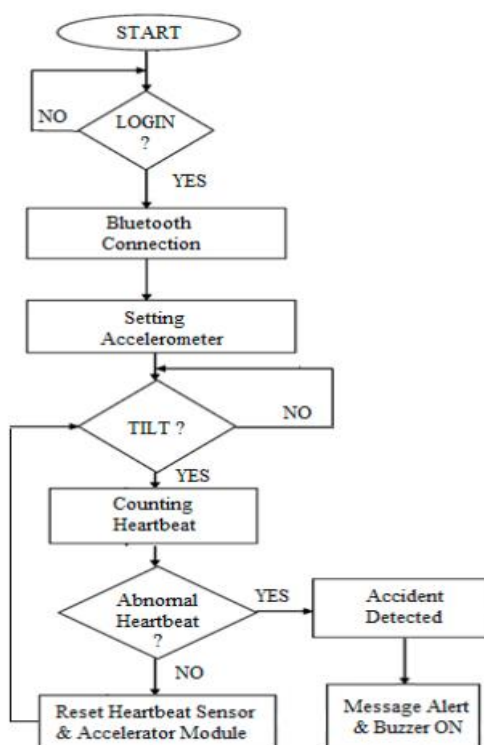 START
NO
LOGIN
?
YES
Bluetooth
Connection
Setting
Accelerometer
NO
TILT ?
YES
Counting
Heartbeat
Abnomal
Heartbeat
?
YES
Accident
Detected
NO
Reset Heartbeat Sensor
& Accelerator Module
Message Alert
& Buzzer ON